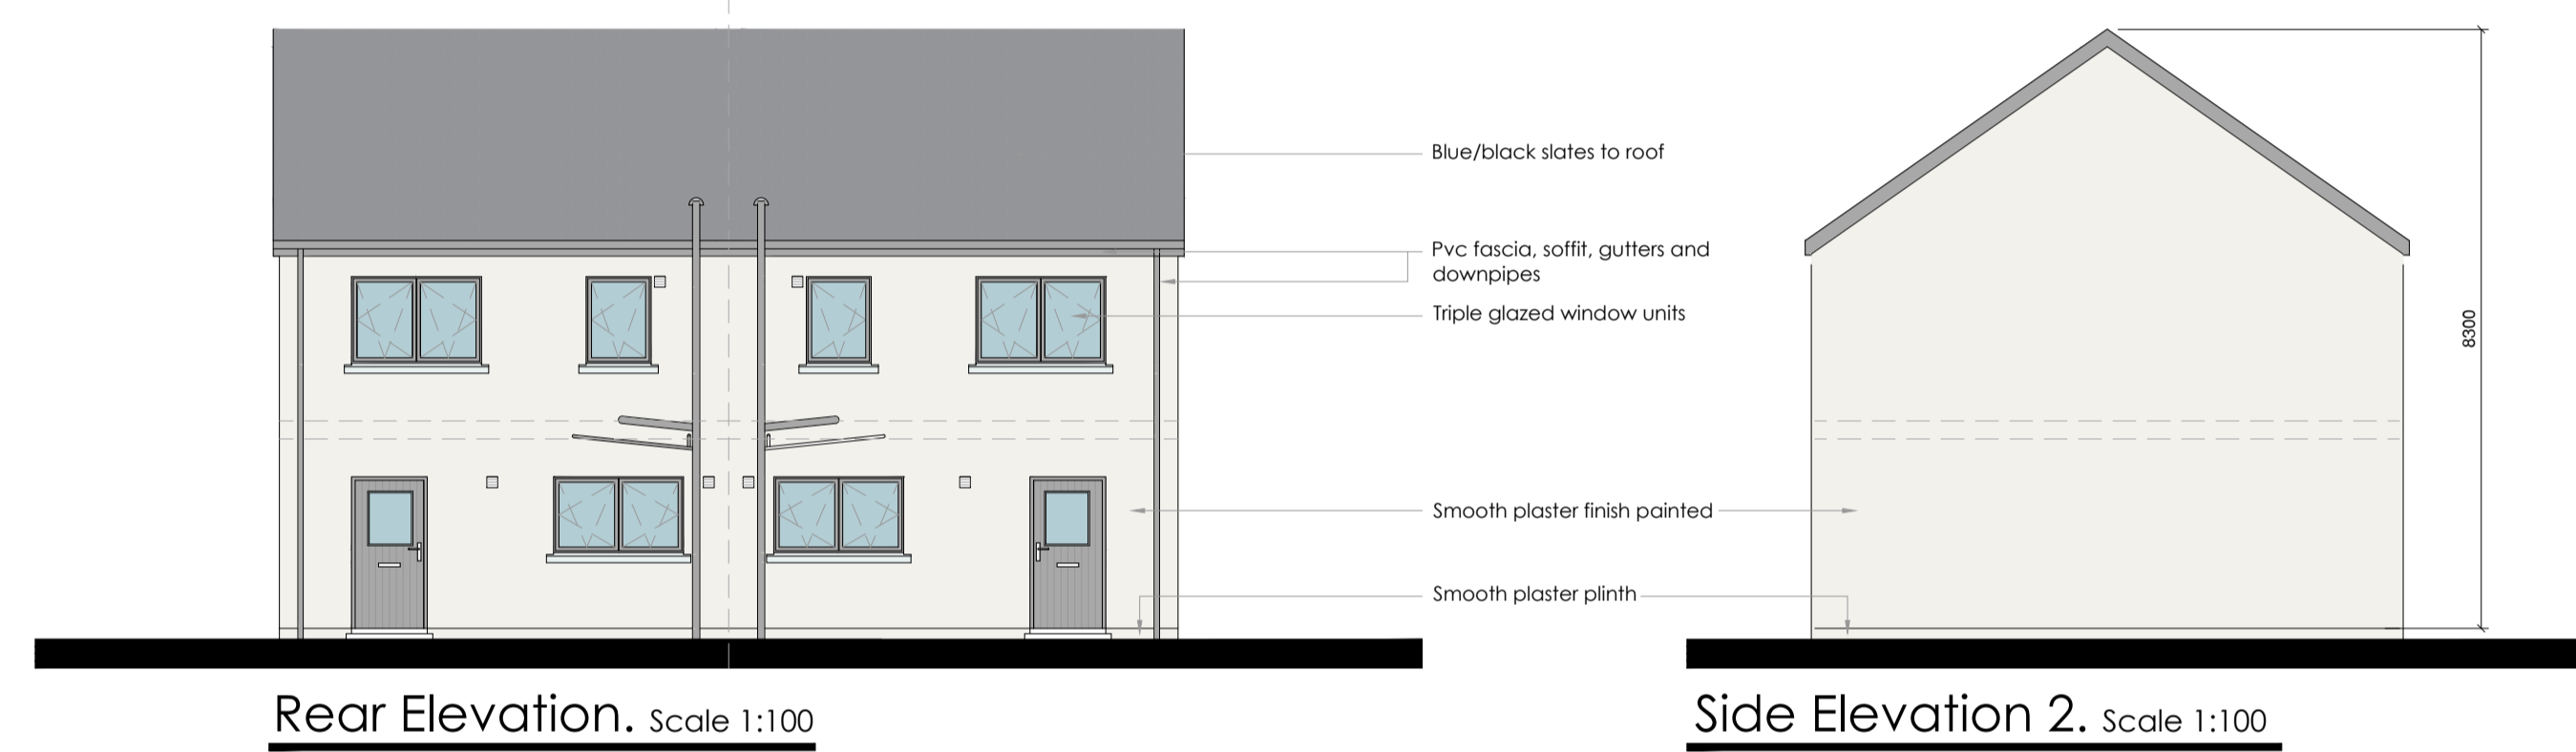 Blue/black slates to roof
Pvc fascia, soffit, gutters and
downpipes
Triple glazed window units
8300
Smooth plaster finish painted
Smooth plaster plinth
Rear Elevation. Scale 1:100
Side Elevation 2. Scale 1:100